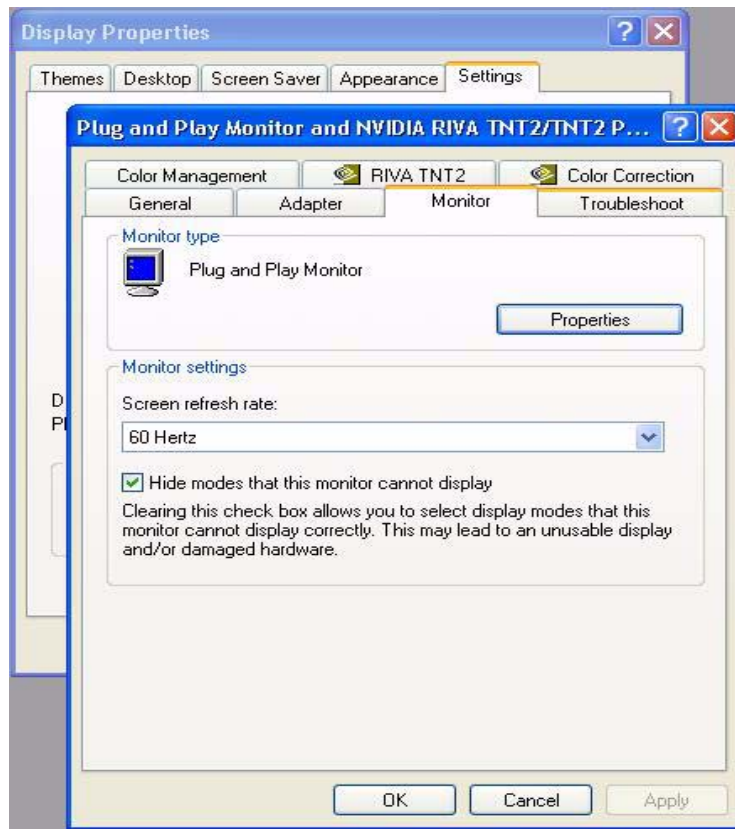 Display Properties
Themes Desktop Screen Saver Appearance Settings
Plug and Play Monitor and NVIDIA RIVA TNT2/TNT2 P...
Color Management RIVA TNT2 Color Correction
General Adapter Monitor Troubleshoot
Monitor type
Plug and Play Monitor
Properties
Monitor settings
D
Screen refresh rate:
Pl
60 Hertz
Hide modes that this monitor cannot display
Clearing this check box allows you to select display modes that this
monitor cannot display correctly. This may lead to an unusable display
and/or damaged hardware.
OK Cancel Apply